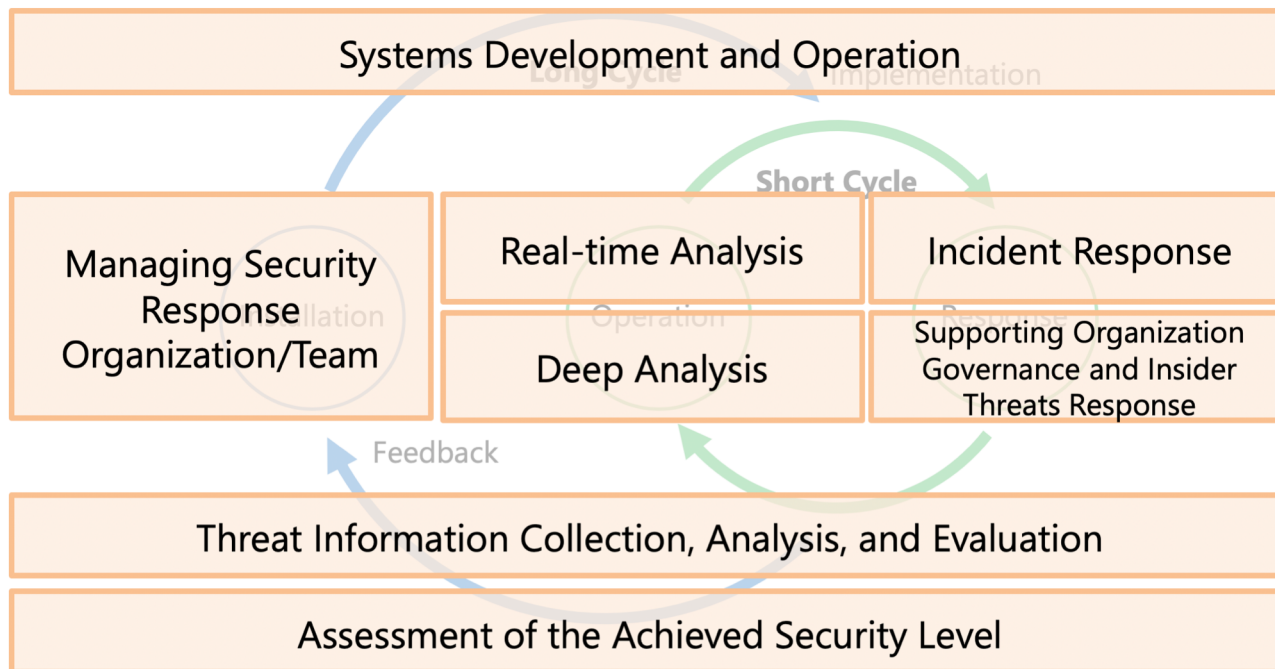 Systems Development and Operation
Long Cycle
Implementation
Short Cycle
Managing Security
Response
Organization/Team
Installation
Real-time Analysis
Operation
Deep Analysis
Incident Response
Response
Supporting Organization
Governance and Insider
Threats Response
Feedback
Threat Information Collection, Analysis, and Evaluation
Assessment of the Achieved Security Level